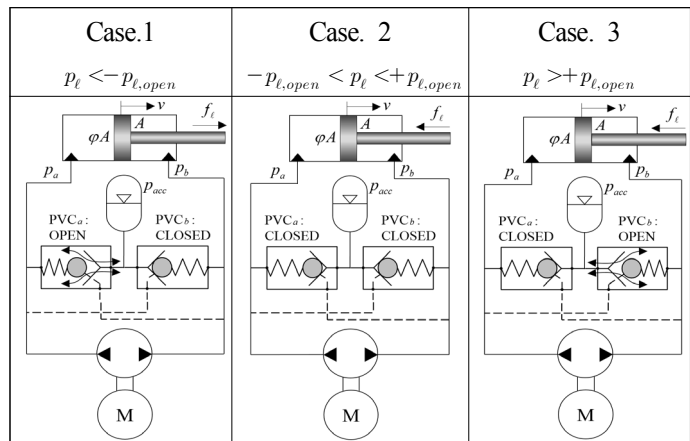 Case.1
p_ℓ <− p_ℓ,open
v
f_ℓ
A
φA
p_a
p_b
p_acc
PVC_a :
OPEN
PVC_b :
CLOSED
M
Case. 2
− p_ℓ,open < p_ℓ <+ p_ℓ,open
v
f_ℓ
A
φA
p_a
p_b
p_acc
PVC_a :
CLOSED
PVC_b :
CLOSED
M
Case. 3
p_ℓ >+ p_ℓ,open
v
f_ℓ
A
φA
p_a
p_b
p_acc
PVC_a :
CLOSED
PVC_b :
OPEN
M